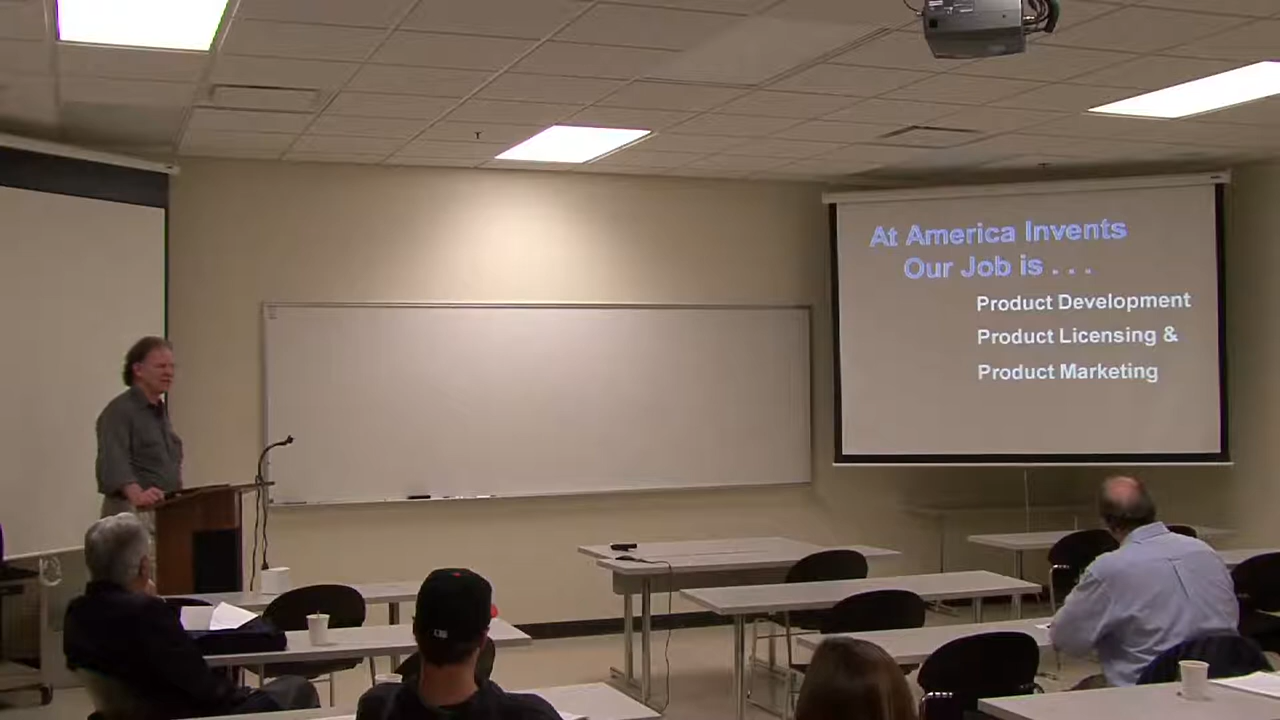 At America Invents
Our Job is . . .
Product Development
Product Licensing &
Product Marketing